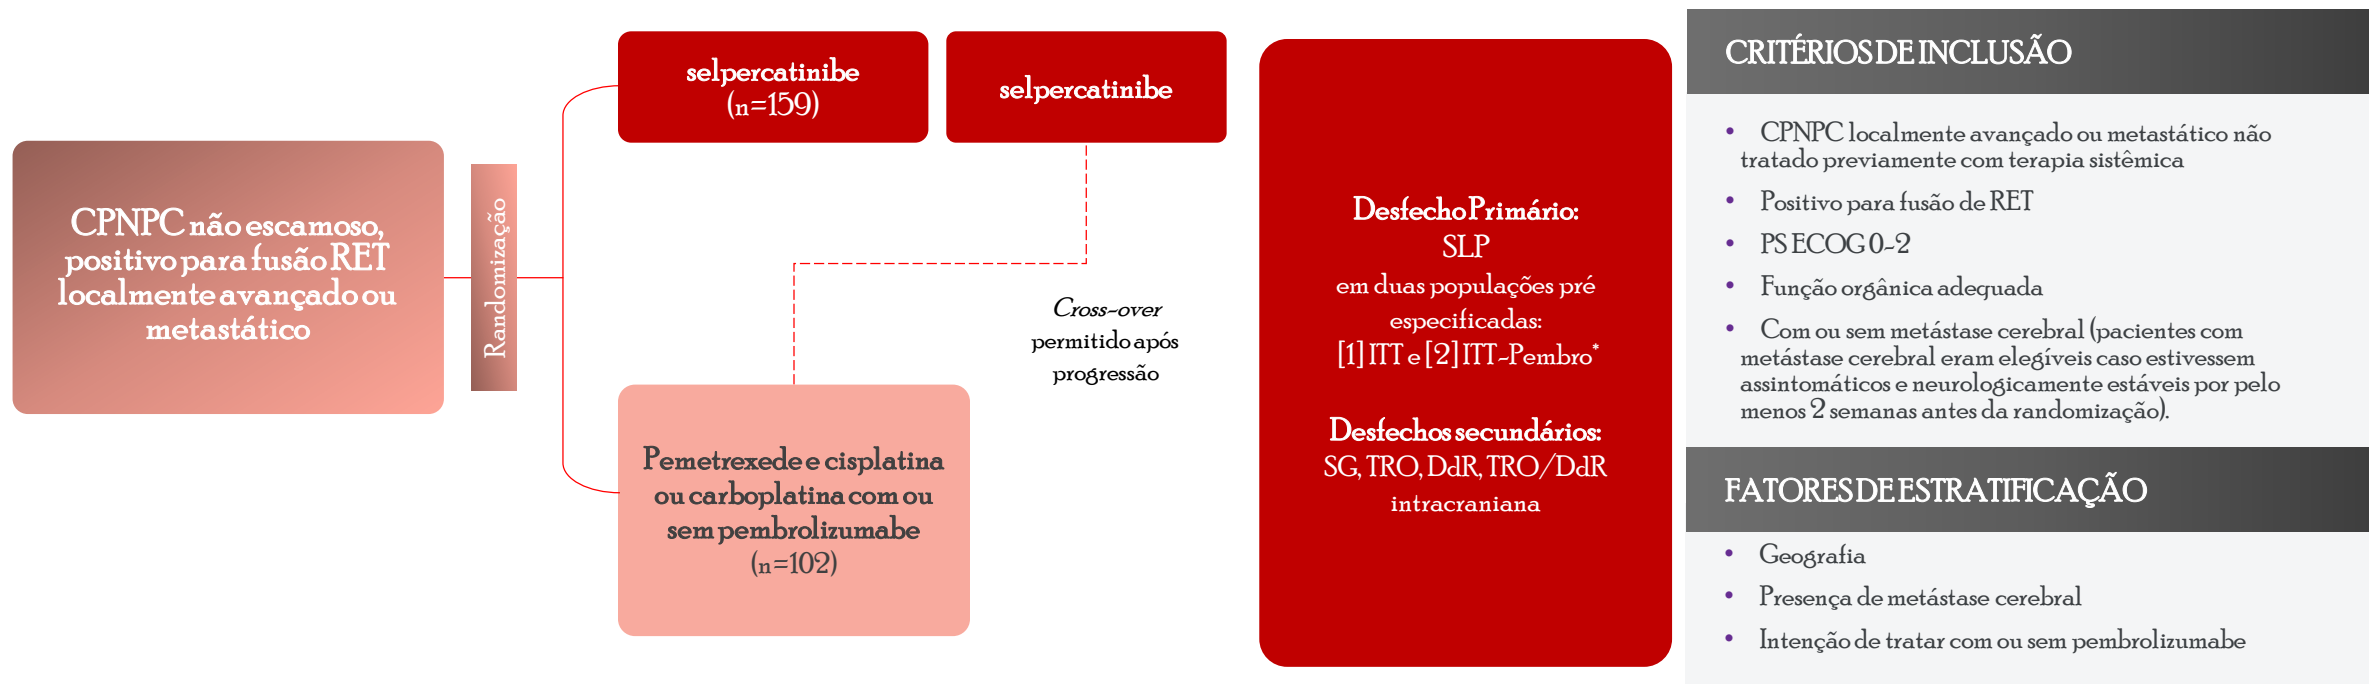 CPNPC não escamoso,
positivo para fusão RET
localmente avançado ou
metastático
Randomização
selpercatinibe
(n=159)
selpercatinibe
Cross-over
permitido após
progressão
Pemetrexede e cisplatina
ou carboplatina com ou
sem pembrolizumabe
(n=102)
Desfecho Primário:
SLP
em duas populações pré
especificadas:
[1] ITT e [2] ITT-Pembro*
Desfechos secundários:
SG, TRO, DdR, TRO/DdR
intracraniana
CRITÉRIOS DE INCLUSÃO
• CPNPC localmente avançado ou metastático não
tratado previamente com terapia sistêmica
• Positivo para fusão de RET
• PS ECOG 0-2
• Função orgânica adequada
• Com ou sem metástase cerebral (pacientes com
metástase cerebral eram elegíveis caso estivessem
assintomáticos e neurologicamente estáveis por pelo
menos 2 semanas antes da randomização).
FATORES DE ESTRATIFICAÇÃO
• Geografia
• Presença de metástase cerebral
• Intenção de tratar com ou sem pembrolizumabe